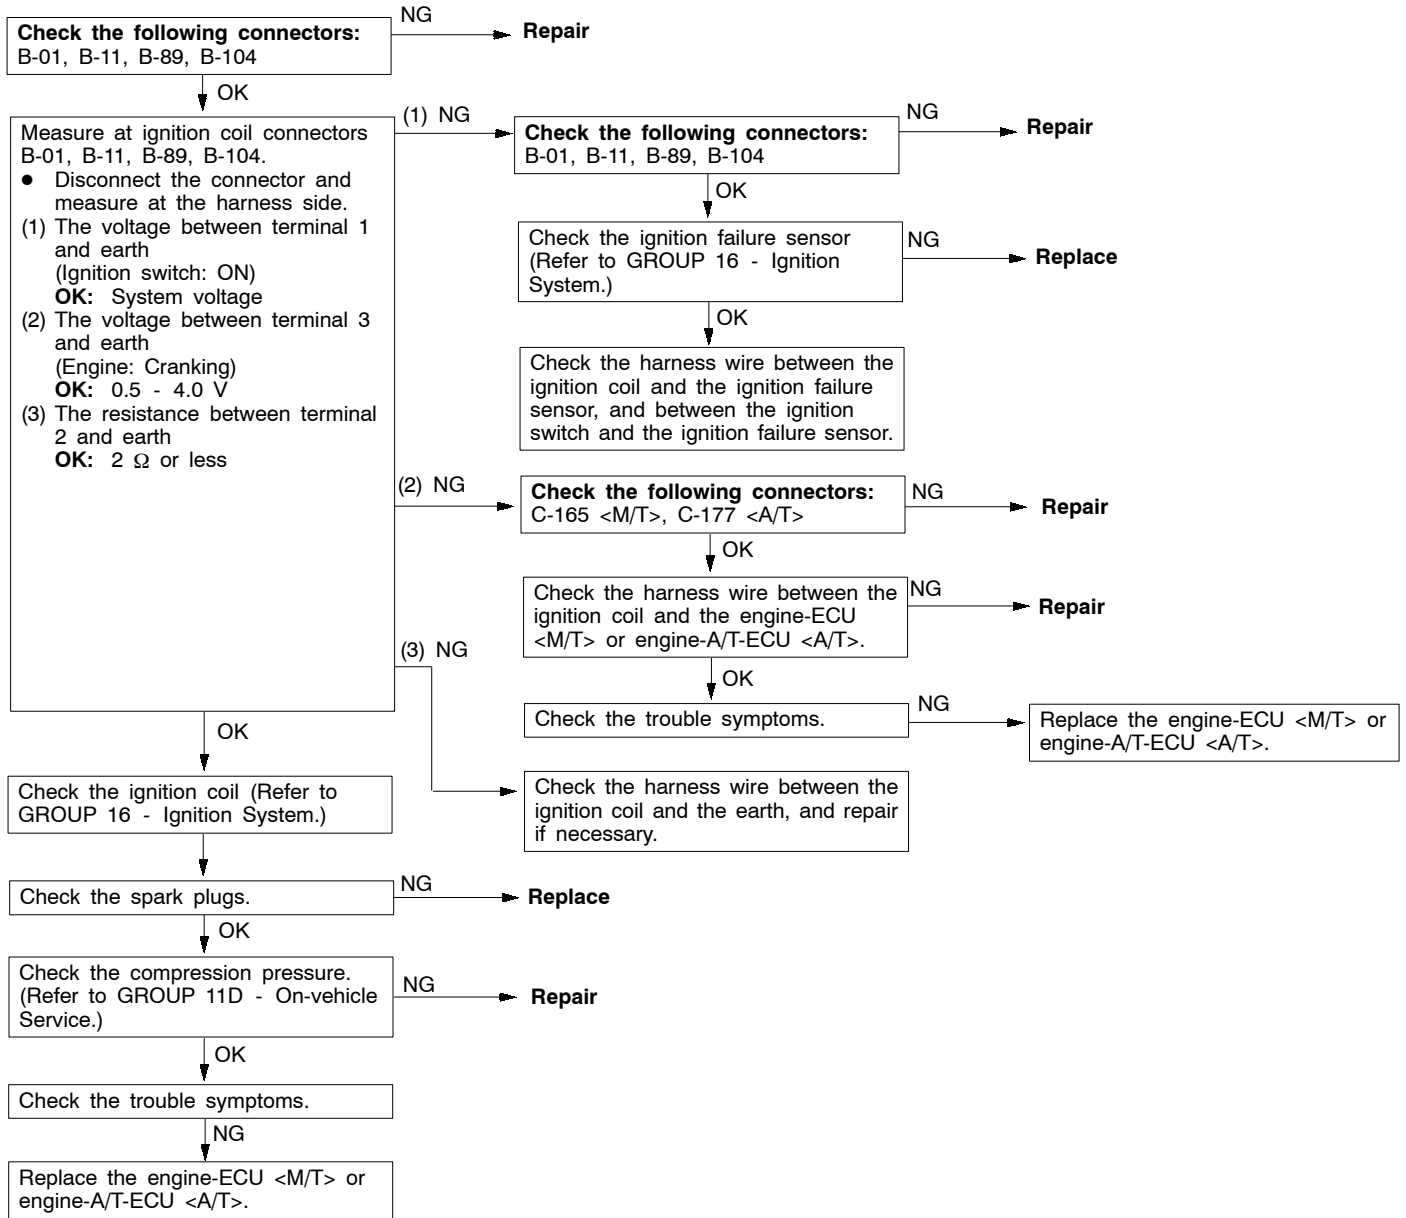 Check the following connectors:
B-01, B-11, B-89, B-104
NG
Repair
OK
Measure at ignition coil connectors
B-01, B-11, B-89, B-104.
● Disconnect the connector and
measure at the harness side.
(1) The voltage between terminal 1
and earth
(Ignition switch: ON)
OK: System voltage
(2) The voltage between terminal 3
and earth
(Engine: Cranking)
OK: 0.5 - 4.0 V
(3) The resistance between terminal
2 and earth
OK: 2 Ω or less
(1) NG
Check the following connectors:
B-01, B-11, B-89, B-104
NG
Repair
OK
Check the ignition failure sensor
(Refer to GROUP 16 - Ignition
System.)
NG
Replace
OK
Check the harness wire between the
ignition coil and the ignition failure
sensor, and between the ignition
switch and the ignition failure sensor.
(2) NG
Check the following connectors:
C-165 <M/T>, C-177 <A/T>
NG
Repair
OK
Check the harness wire between the
ignition coil and the engine-ECU
<M/T> or engine-A/T-ECU <A/T>.
NG
Repair
OK
Check the trouble symptoms.
NG
Replace the engine-ECU <M/T> or
engine-A/T-ECU <A/T>.
(3) NG
Check the harness wire between the
ignition coil and the earth, and repair
if necessary.
OK
Check the ignition coil (Refer to
GROUP 16 - Ignition System.)
Check the spark plugs.
NG
Replace
OK
Check the compression pressure.
(Refer to GROUP 11D - On-vehicle
Service.)
NG
Repair
OK
Check the trouble symptoms.
NG
Replace the engine-ECU <M/T> or
engine-A/T-ECU <A/T>.